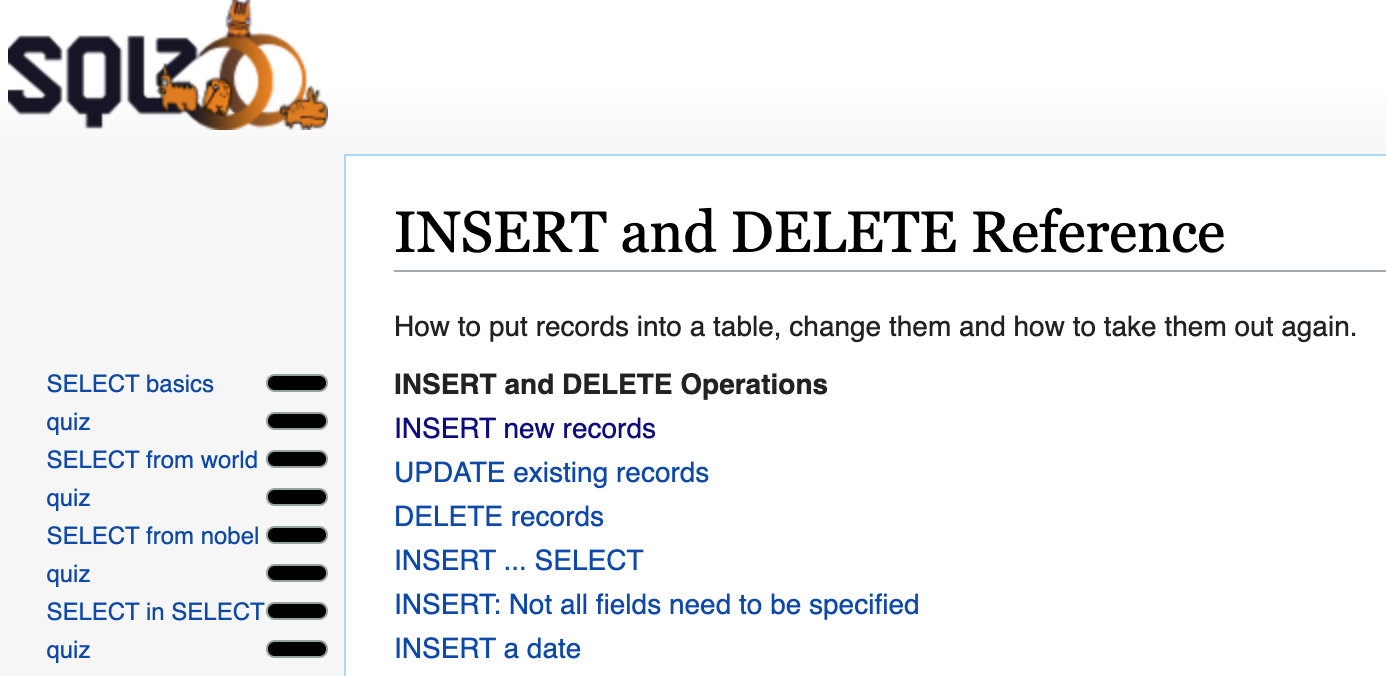 SQLZOO
INSERT and DELETE Reference
How to put records into a table, change them and how to take them out again.
INSERT and DELETE Operations
INSERT new records
UPDATE existing records
DELETE records
INSERT ... SELECT
INSERT: Not all fields need to be specified
INSERT a date
SELECT basics
quiz
SELECT from world
quiz
SELECT from nobel
quiz
SELECT in SELECT
quiz